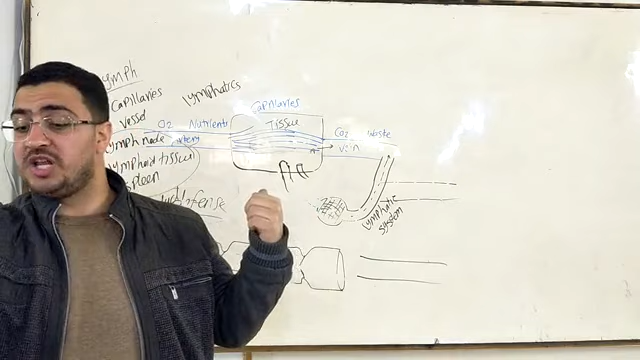 Lymph
Capillaries
Vessel
Lymph node
Lymphoid tissue
Spleen
Lymphatics
O2 Nutrients
artery
Capillaries
Tissue
CO2 waste
Vein
Lymphatic
system